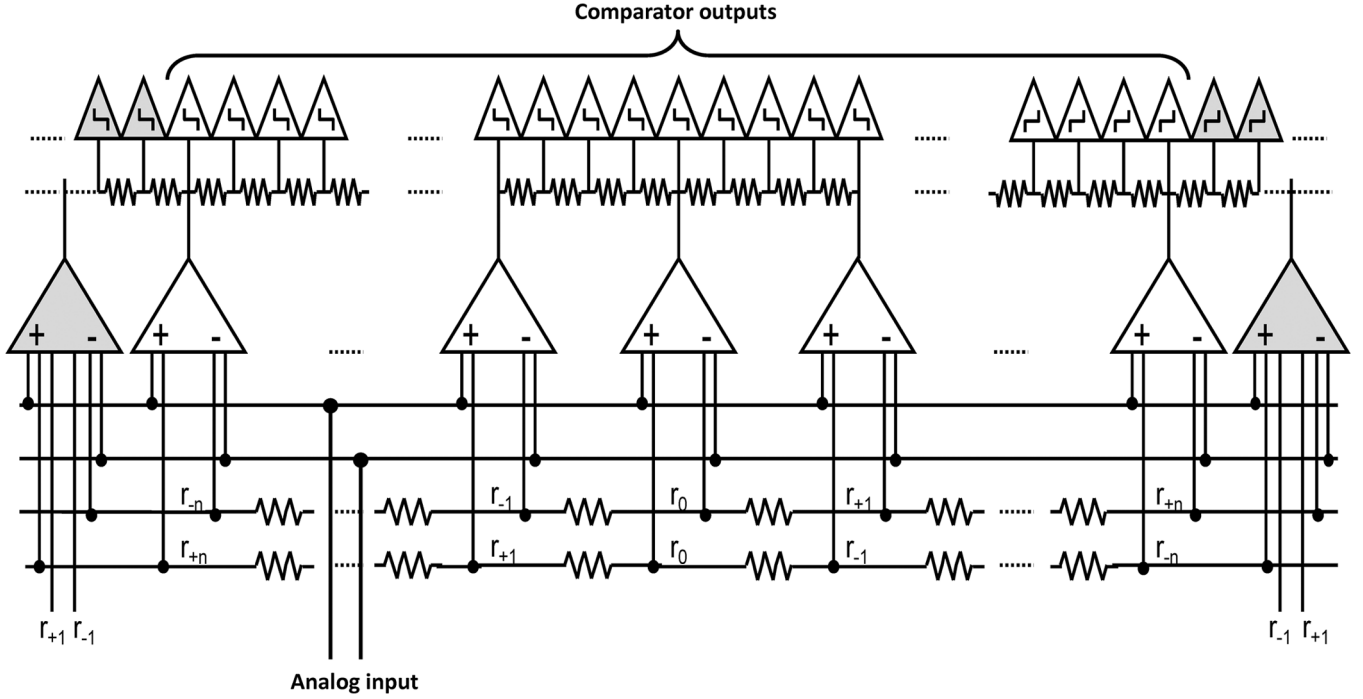 Comparator outputs
+ - + - + - + - + - + - + -
r-n r-1 r0 r+1 r+n
r+n r+1 r0 r-1 r-n
r+1 r-1 r-1 r+1
Analog input